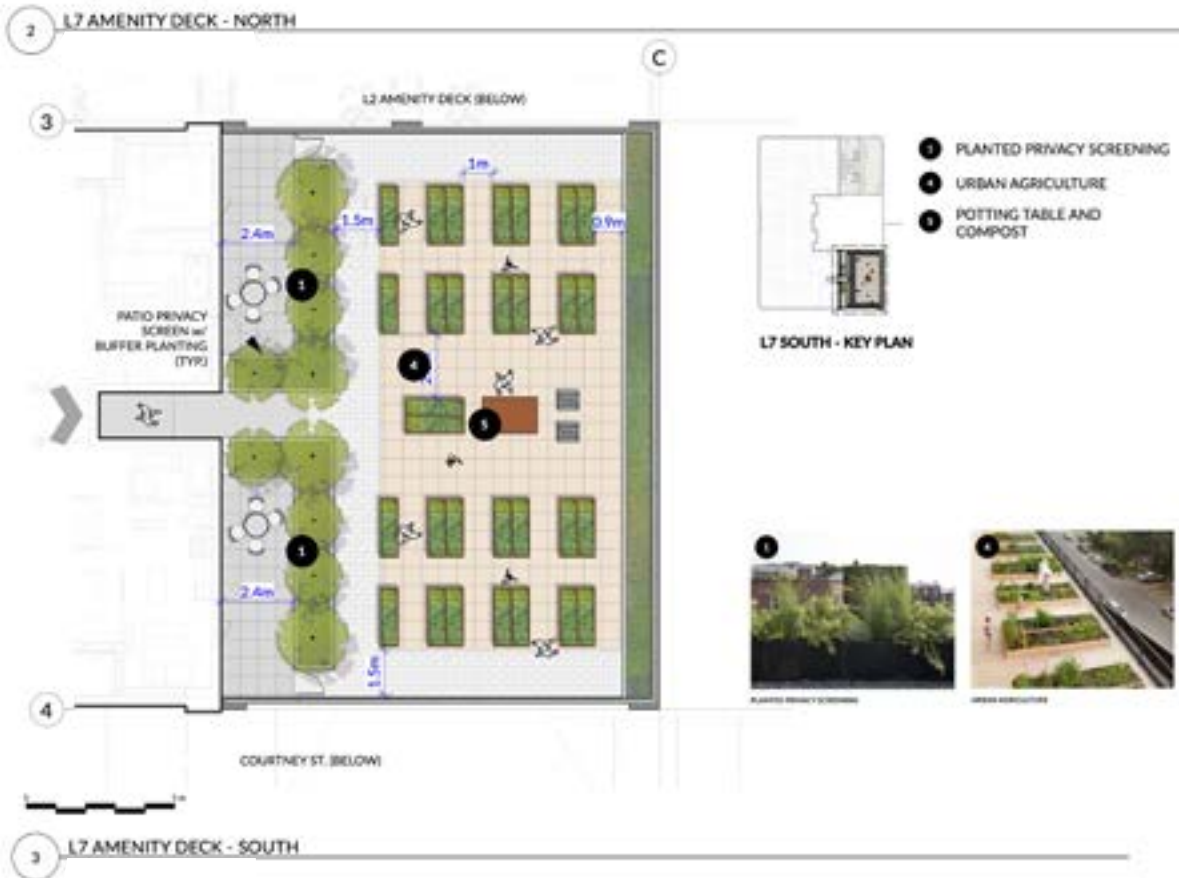 2
L7 AMENITY DECK - NORTH
C
3
L2 AMENITY DECK (BELOW)
1m
1.5m
0.9m
2.4m
PATIO PRIVACY
SCREEN w/
BUFFER PLANTING
(TYP.)
4
5
2.4m
1.5m
4
COURTNEY ST. (BELOW)
PLANTED PRIVACY SCREENING
4 URBAN AGRICULTURE
POTTING TABLE AND
COMPOST
L7 SOUTH - KEY PLAN
PLANTED PRIVACY SCREENING
URBAN AGRICULTURE
3
L7 AMENITY DECK - SOUTH